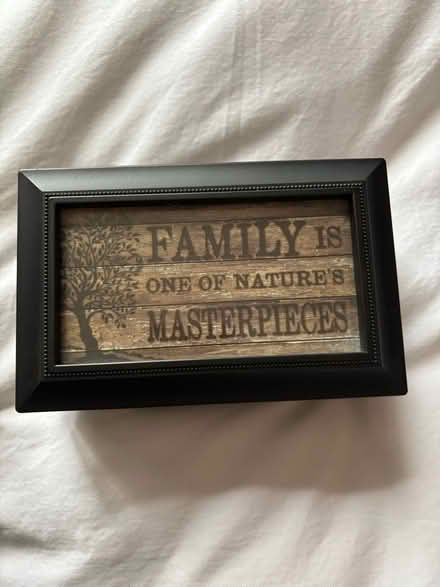 FAMILY IS
ONE OF NATURE'S
MASTERPIECES